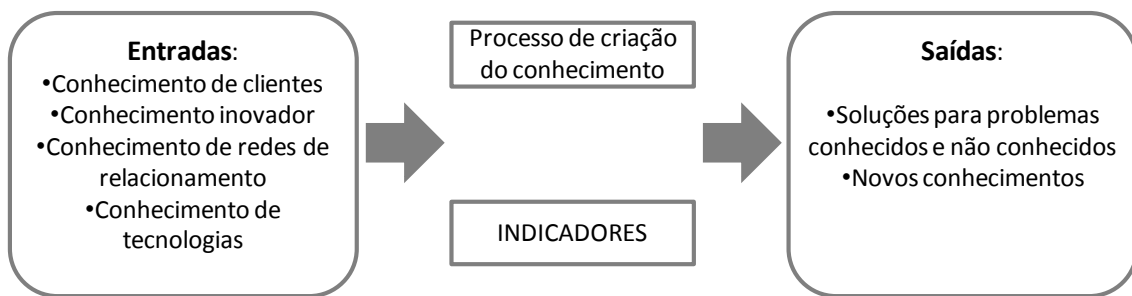 Entradas:
•Conhecimento de clientes
•Conhecimento inovador
•Conhecimento de redes de
relacionamento
•Conhecimento de
tecnologias
Processo de criação
do conhecimento
INDICADORES
Saídas:
•Soluções para problemas
conhecidos e não conhecidos
•Novos conhecimentos